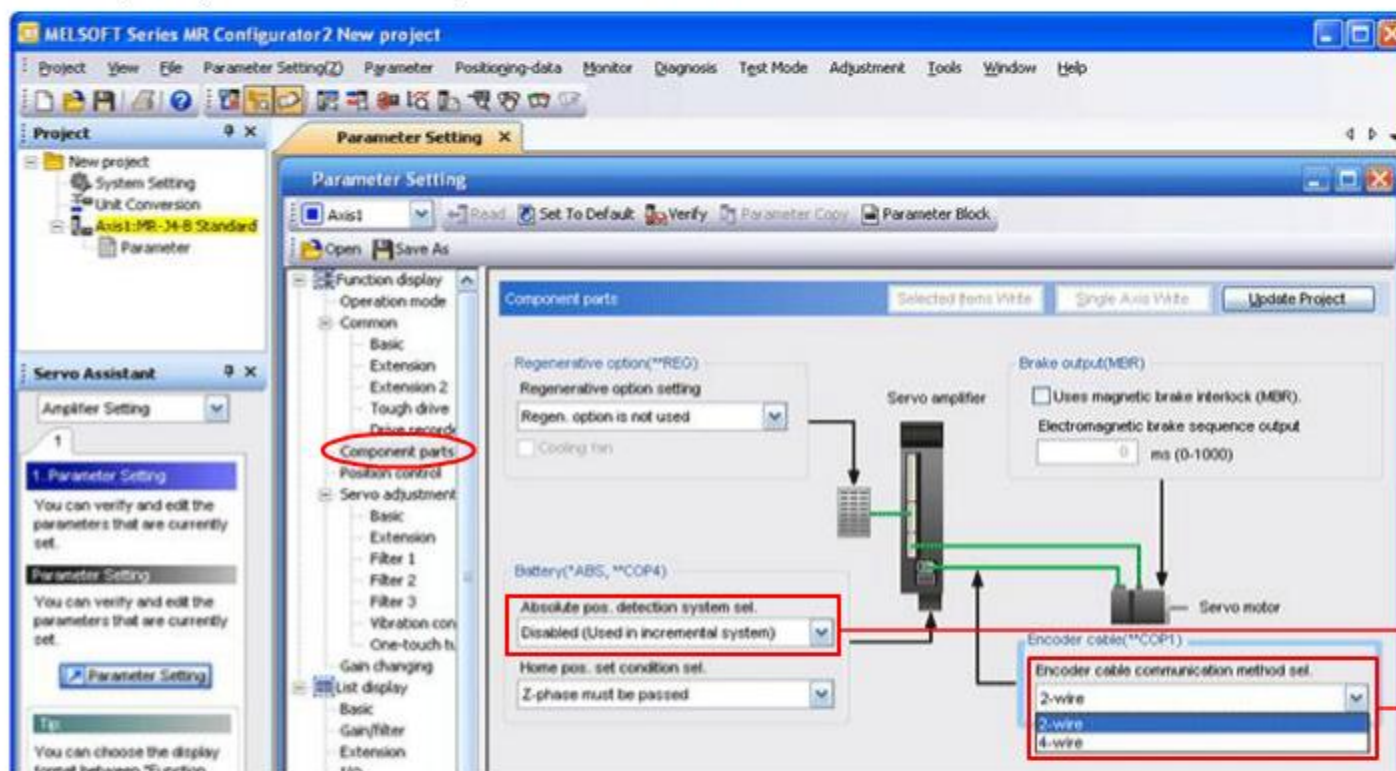 MELSOFT Series MR Configurator2 New project
Project View File Parameter Setting(Z) Parameter Positioning-data Monitor Diagnosis Test Mode Adjustment Tools Window Help
Project
New project
System Setting
Unit Conversion
Axis1:MR-J4-B Standard
Parameter
Servo Assistant
Amplifier Setting
1
1. Parameter Setting
You can verify and edit the
parameters that are currently
set.
Parameter Setting
You can verify and edit the
parameters that are currently
set.
Parameter Setting
Tip
You can choose the display
format between "Function
Parameter Setting
Parameter Setting
Axis1 Read Set To Default Verify Parameter Copy Parameter Block
Open Save As
Function display
Operation mode
Common
Basic
Extension
Extension 2
Tough drive
Drive recorde
Component parts
Position control
Servo adjustment
Basic
Extension
Filter 1
Filter 2
Filter 3
Vibration con
One-touch tu
Gain changing
List display
Basic
Gain/filter
Extension
Component parts Selected Items Write Single Axis Write Update Project
Regenerative option(**REG)
Regenerative option setting
Regen. option is not used
Cooling fan
Servo amplifier
Brake output(MBR)
Uses magnetic brake interlock (MBR).
Electromagnetic brake sequence output
0 ms (0-1000)
Battery(*ABS, **COP4)
Absolute pos. detection system sel.
Disabled (Used in incremental system)
Home pos. set condition sel.
Z-phase must be passed
Servo motor
Encoder cable(**COP1)
Encoder cable communication method sel.
2-wire
2-wire
4-wire